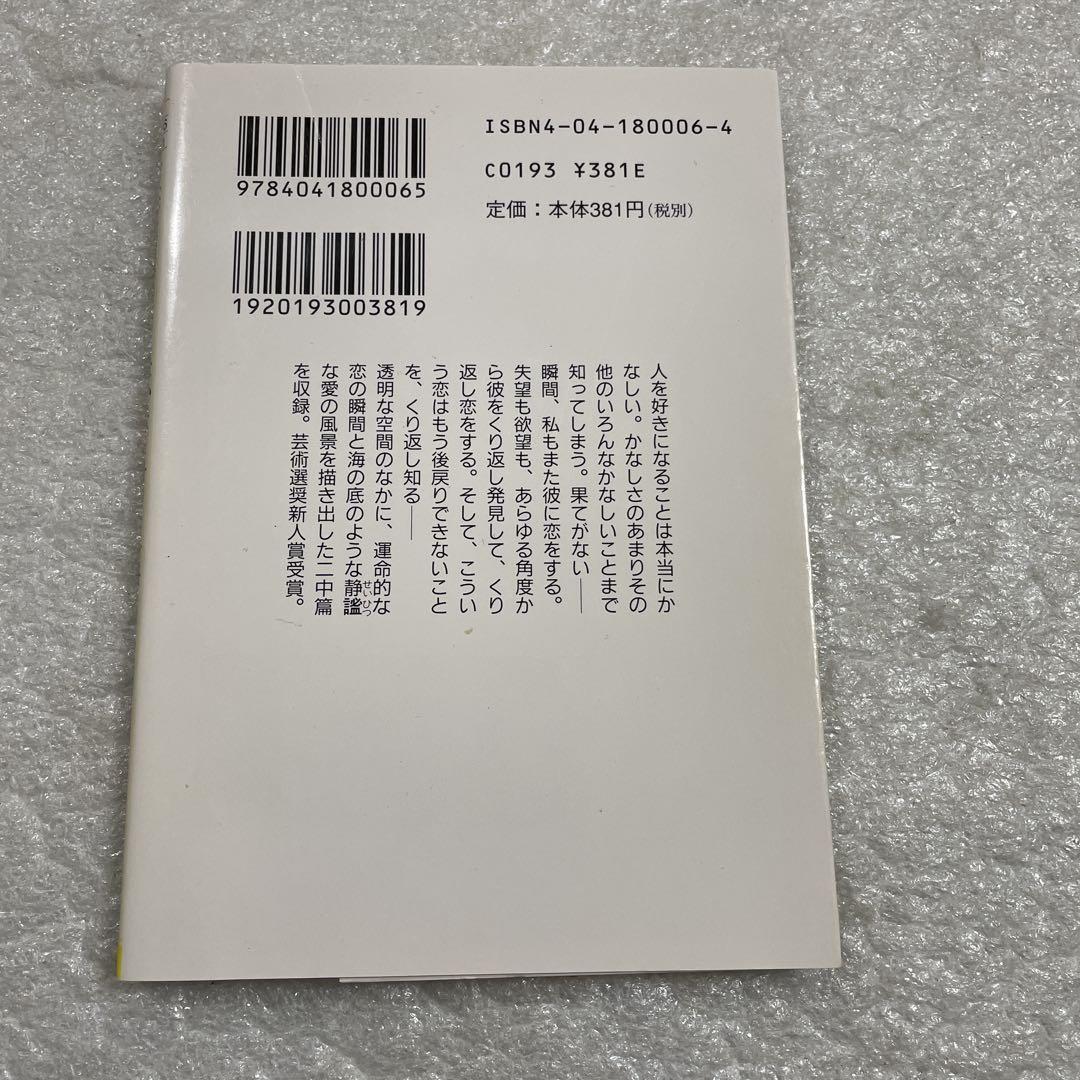 ISBN4-04-180006-4
C0193 ¥381E
定価：本体381円（税別）
9784041800065
1920193003819
人を好きになることは本当にか
なしい。かなしさのあまりその
他のいろんなかなしいことまで
知ってしまう。果てがない――
瞬間、私もまた彼に恋をする。
失望も欲望も、あらゆる角度か
ら彼をくり返し発見して、くり
返し恋をする。そして、こうい
う恋はもう後戻りできないこと
を、くり返し知る――
透明な空間のなかに、運命的な
恋の瞬間と海の底のような静謐せいひつ
な愛の風景を描き出した二中篇
を収録。芸術選奨新人賞受賞。